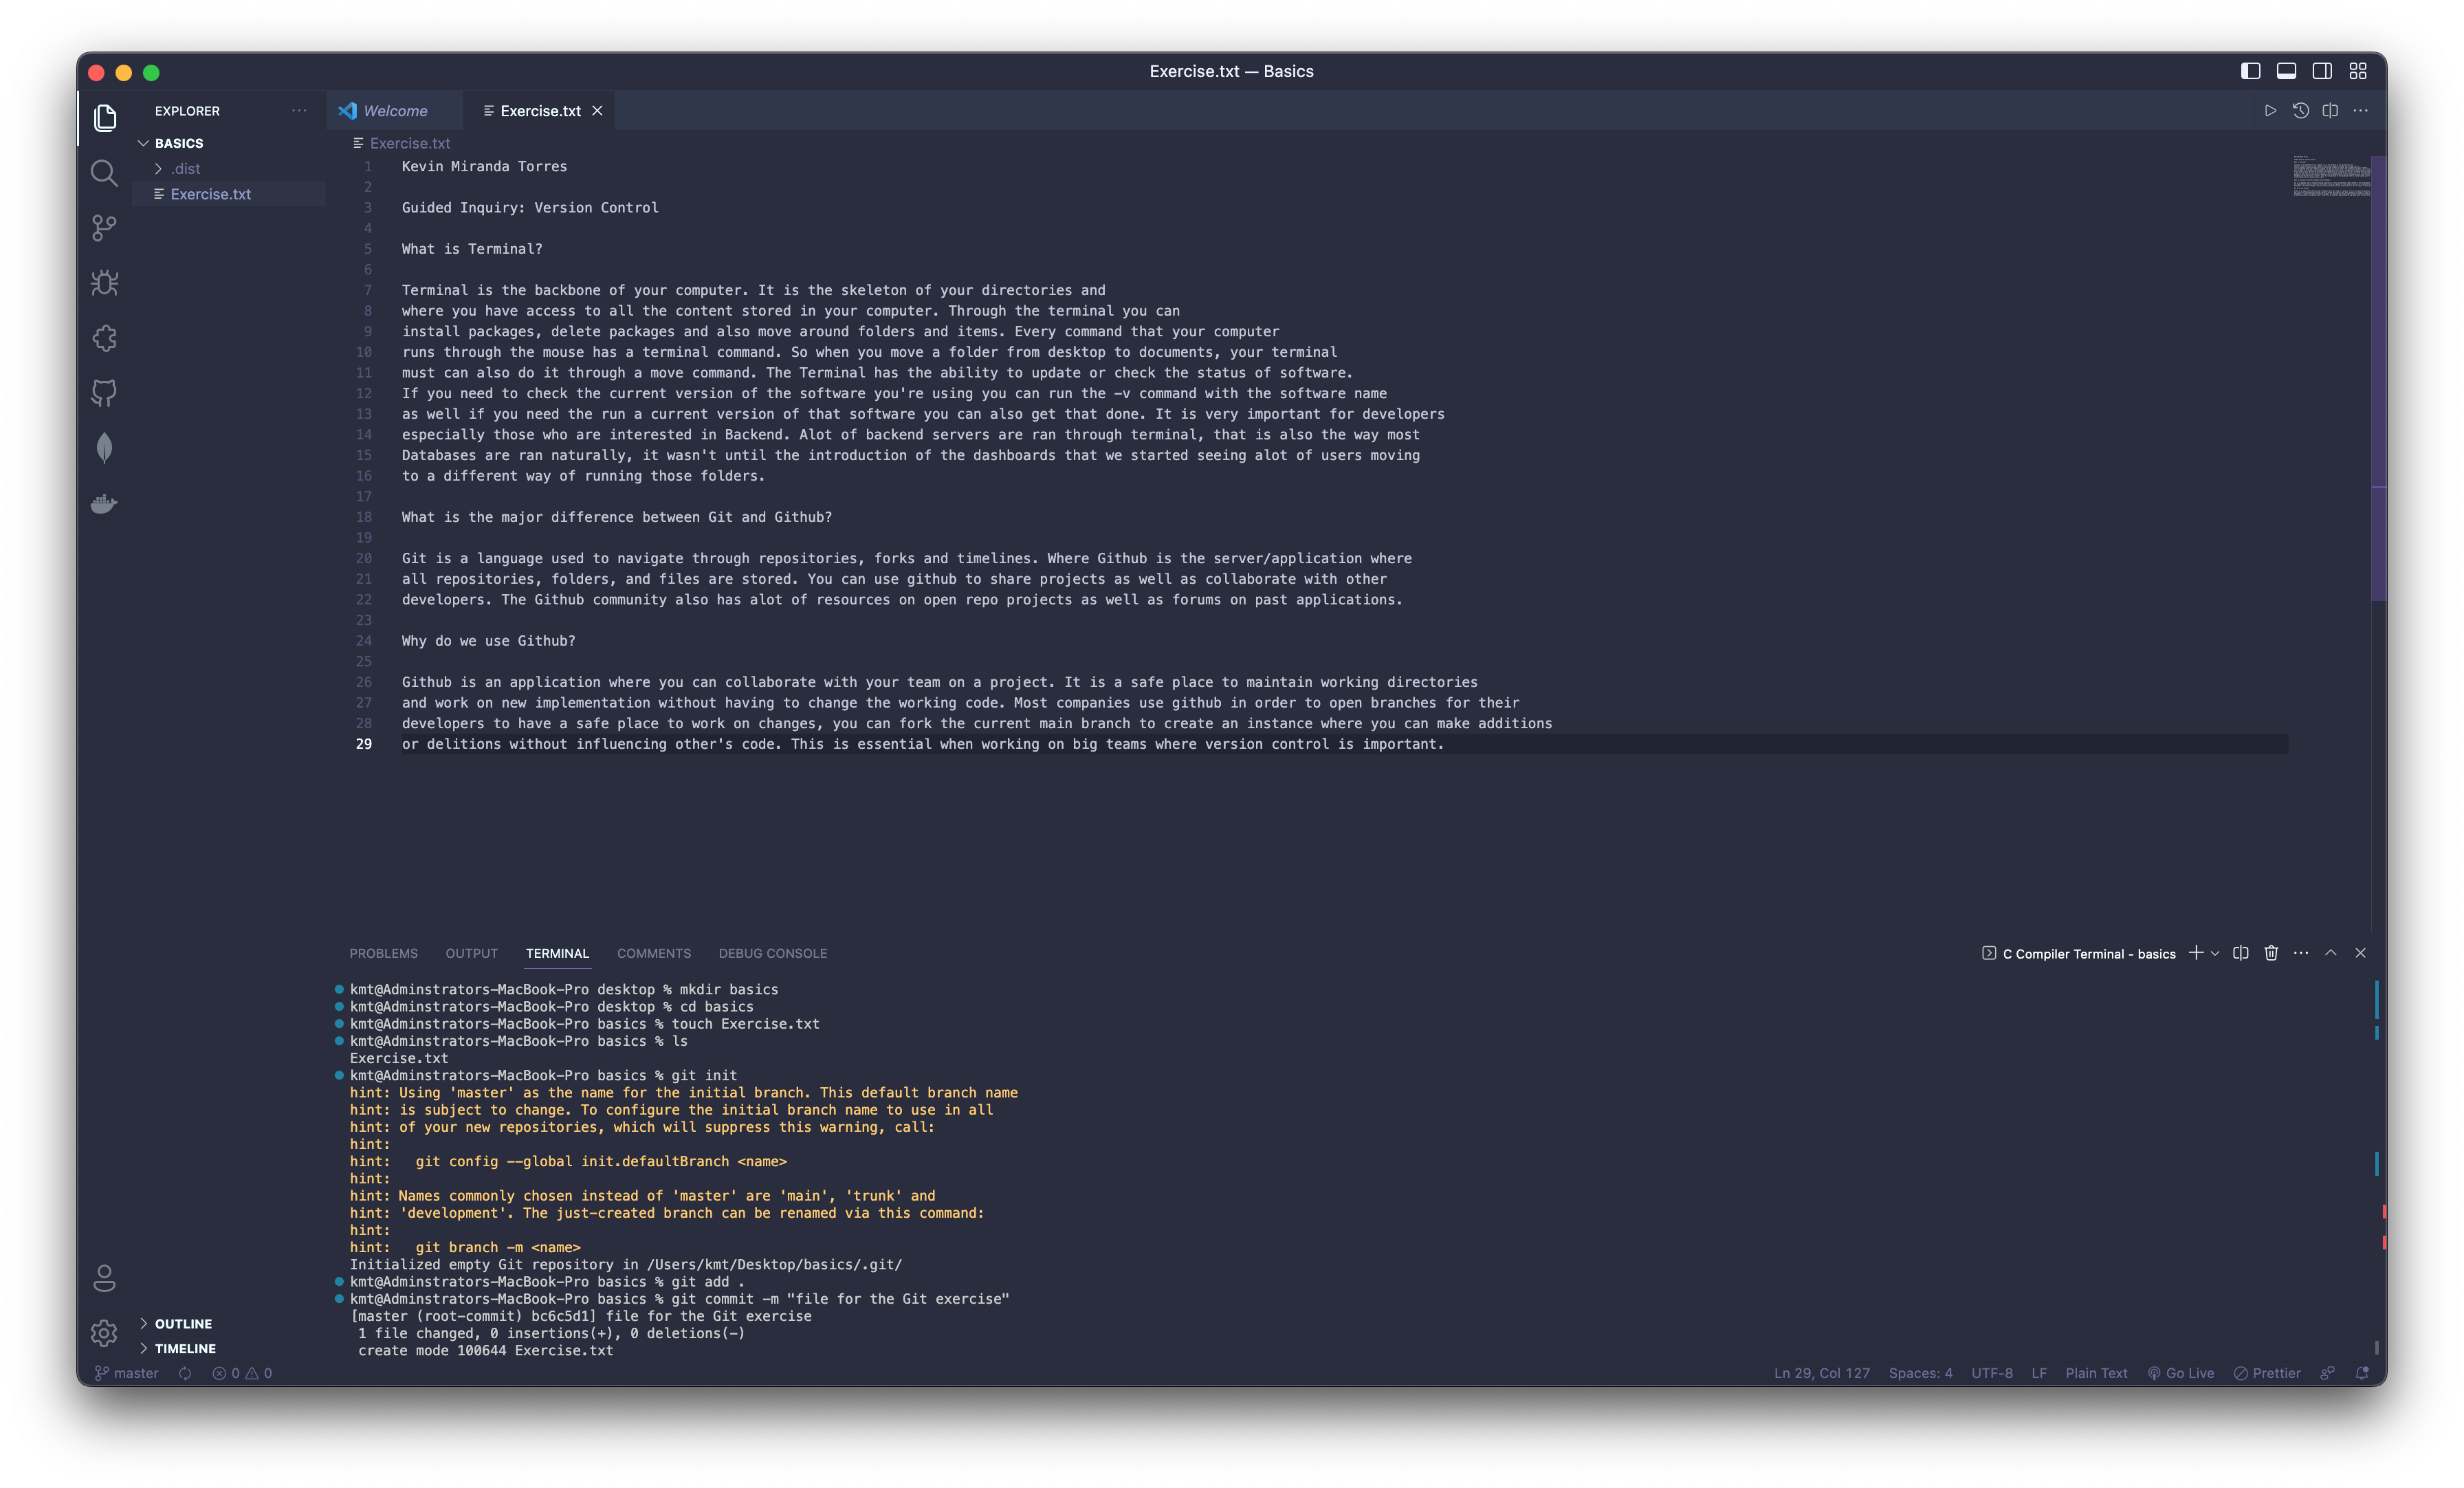 Exercise.txt — Basics
EXPLORER
Welcome
Exercise.txt
BASICS
.dist
Exercise.txt
Exercise.txt
1 Kevin Miranda Torres
2
3 Guided Inquiry: Version Control
4
5 What is Terminal?
6
7 Terminal is the backbone of your computer. It is the skeleton of your directories and
8 where you have access to all the content stored in your computer. Through the terminal you can
9 install packages, delete packages and also move around folders and items. Every command that your computer
10 runs through the mouse has a terminal command. So when you move a folder from desktop to documents, your terminal
11 must can also do it through a move command. The Terminal has the ability to update or check the status of software.
12 If you need to check the current version of the software you're using you can run the -v command with the software name
13 as well if you need the run a current version of that software you can also get that done. It is very important for developers
14 especially those who are interested in Backend. Alot of backend servers are ran through terminal, that is also the way most
15 Databases are ran naturally, it wasn't until the introduction of the dashboards that we started seeing alot of users moving
16 to a different way of running those folders.
17
18 What is the major difference between Git and Github?
19
20 Git is a language used to navigate through repositories, forks and timelines. Where Github is the server/application where
21 all repositories, folders, and files are stored. You can use github to share projects as well as collaborate with other
22 developers. The Github community also has alot of resources on open repo projects as well as forums on past applications.
23
24 Why do we use Github?
25
26 Github is an application where you can collaborate with your team on a project. It is a safe place to maintain working directories
27 and work on new implementation without having to change the working code. Most companies use github in order to open branches for their
28 developers to have a safe place to work on changes, you can fork the current main branch to create an instance where you can make additions
29 or delitions without influencing other's code. This is essential when working on big teams where version control is important.
PROBLEMS OUTPUT TERMINAL COMMENTS DEBUG CONSOLE
C Compiler Terminal - basics
kmt@Adminstrators-MacBook-Pro desktop % mkdir basics
kmt@Adminstrators-MacBook-Pro desktop % cd basics
kmt@Adminstrators-MacBook-Pro basics % touch Exercise.txt
kmt@Adminstrators-MacBook-Pro basics % ls
Exercise.txt
kmt@Adminstrators-MacBook-Pro basics % git init
hint: Using 'master' as the name for the initial branch. This default branch name
hint: is subject to change. To configure the initial branch name to use in all
hint: of your new repositories, which will suppress this warning, call:
hint:
hint:   git config --global init.defaultBranch <name>
hint:
hint: Names commonly chosen instead of 'master' are 'main', 'trunk' and
hint: 'development'. The just-created branch can be renamed via this command:
hint:
hint:   git branch -m <name>
Initialized empty Git repository in /Users/kmt/Desktop/basics/.git/
kmt@Adminstrators-MacBook-Pro basics % git add .
kmt@Adminstrators-MacBook-Pro basics % git commit -m "file for the Git exercise"
[master (root-commit) bc6c5d1] file for the Git exercise
1 file changed, 0 insertions(+), 0 deletions(-)
create mode 100644 Exercise.txt
OUTLINE
TIMELINE
master 0 0 Ln 29, Col 127 Spaces: 4 UTF-8 LF Plain Text Go Live Prettier